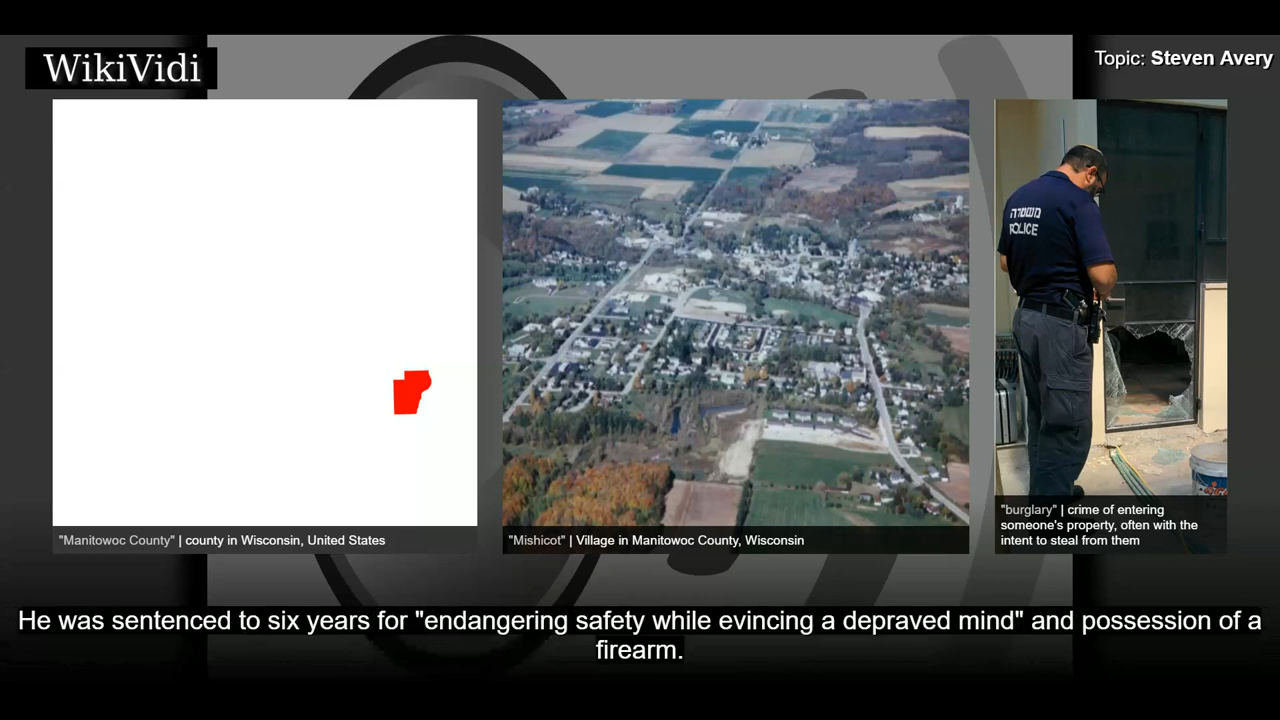 WikiVidi
Topic: Steven Avery
משטרה
POLICE
"Manitowoc County" | county in Wisconsin, United States
"Mishicot" | Village in Manitowoc County, Wisconsin
"burglary" | crime of entering
someone's property, often with the
intent to steal from them
He was sentenced to six years for "endangering safety while evincing a depraved mind" and possession of a
firearm.